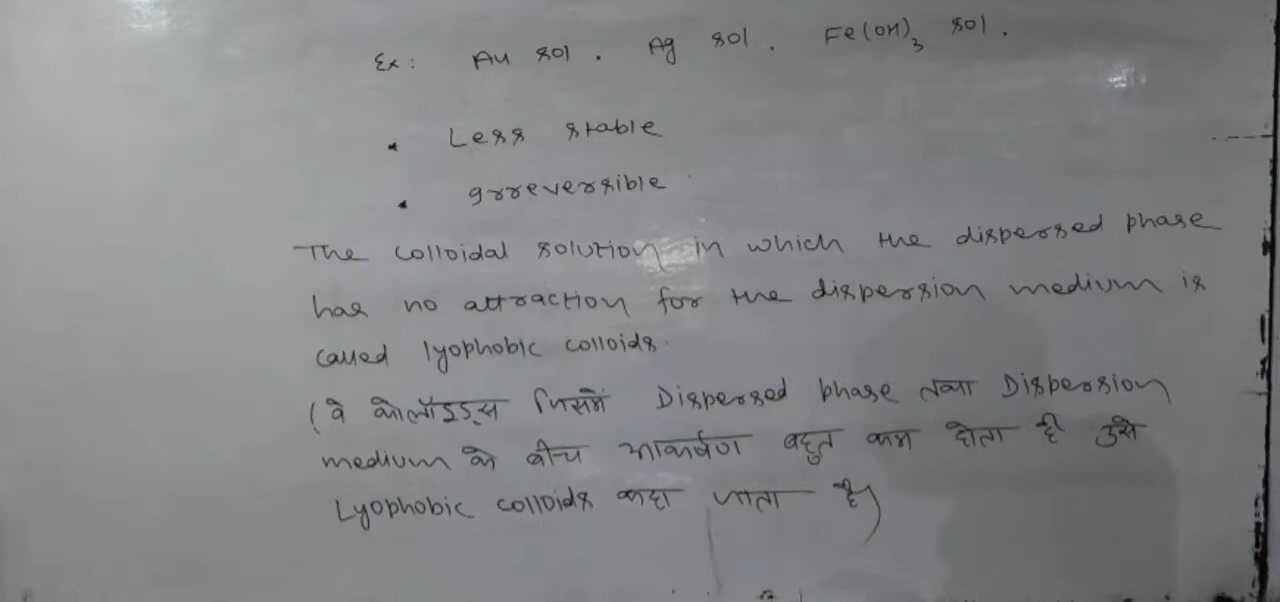 Ex: Au sol. Ag sol. Fe(OH)3 sol.
• Less stable
• Irreversible
The colloidal solution in which the dispersed phase
has no attraction for the dispersion medium is
called lyophobic colloids.
(वे कोलॉइड्स जिसमें Dispersed phase तथा Dispersion
medium के बीच आकर्षण बहुत कम होता है उसे
Lyophobic colloids कहा जाता है)